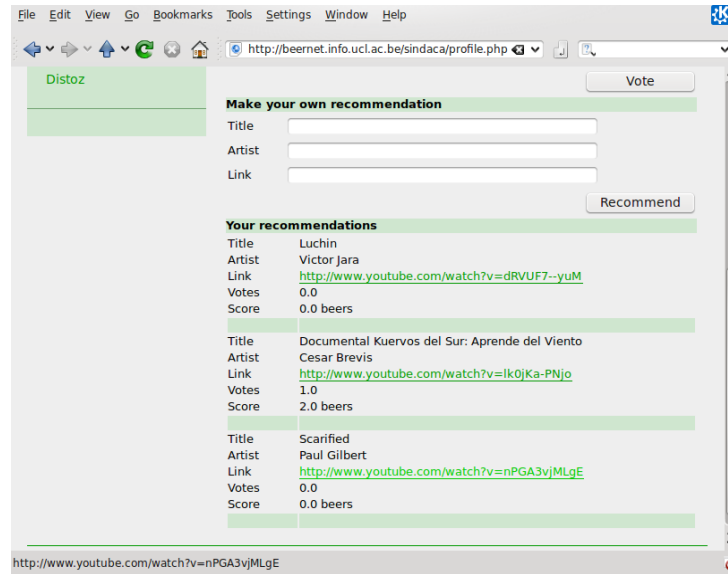 File Edit View Go Bookmarks Tools Settings Window Help
http://beernet.info.ucl.ac.be/sindaca/profile.php
Distoz
Vote
Make your own recommendation
Title
Artist
Link
Recommend
Your recommendations
Title Luchin
Artist Victor Jara
Link http://www.youtube.com/watch?v=dRVUF7--yuM
Votes 0.0
Score 0.0 beers
Title Documental Kuervos del Sur: Aprende del Viento
Artist Cesar Brevis
Link http://www.youtube.com/watch?v=lk0jKa-PNjo
Votes 1.0
Score 2.0 beers
Title Scarified
Artist Paul Gilbert
Link http://www.youtube.com/watch?v=nPGA3vjMLgE
Votes 0.0
Score 0.0 beers
http://www.youtube.com/watch?v=nPGA3vjMLgE